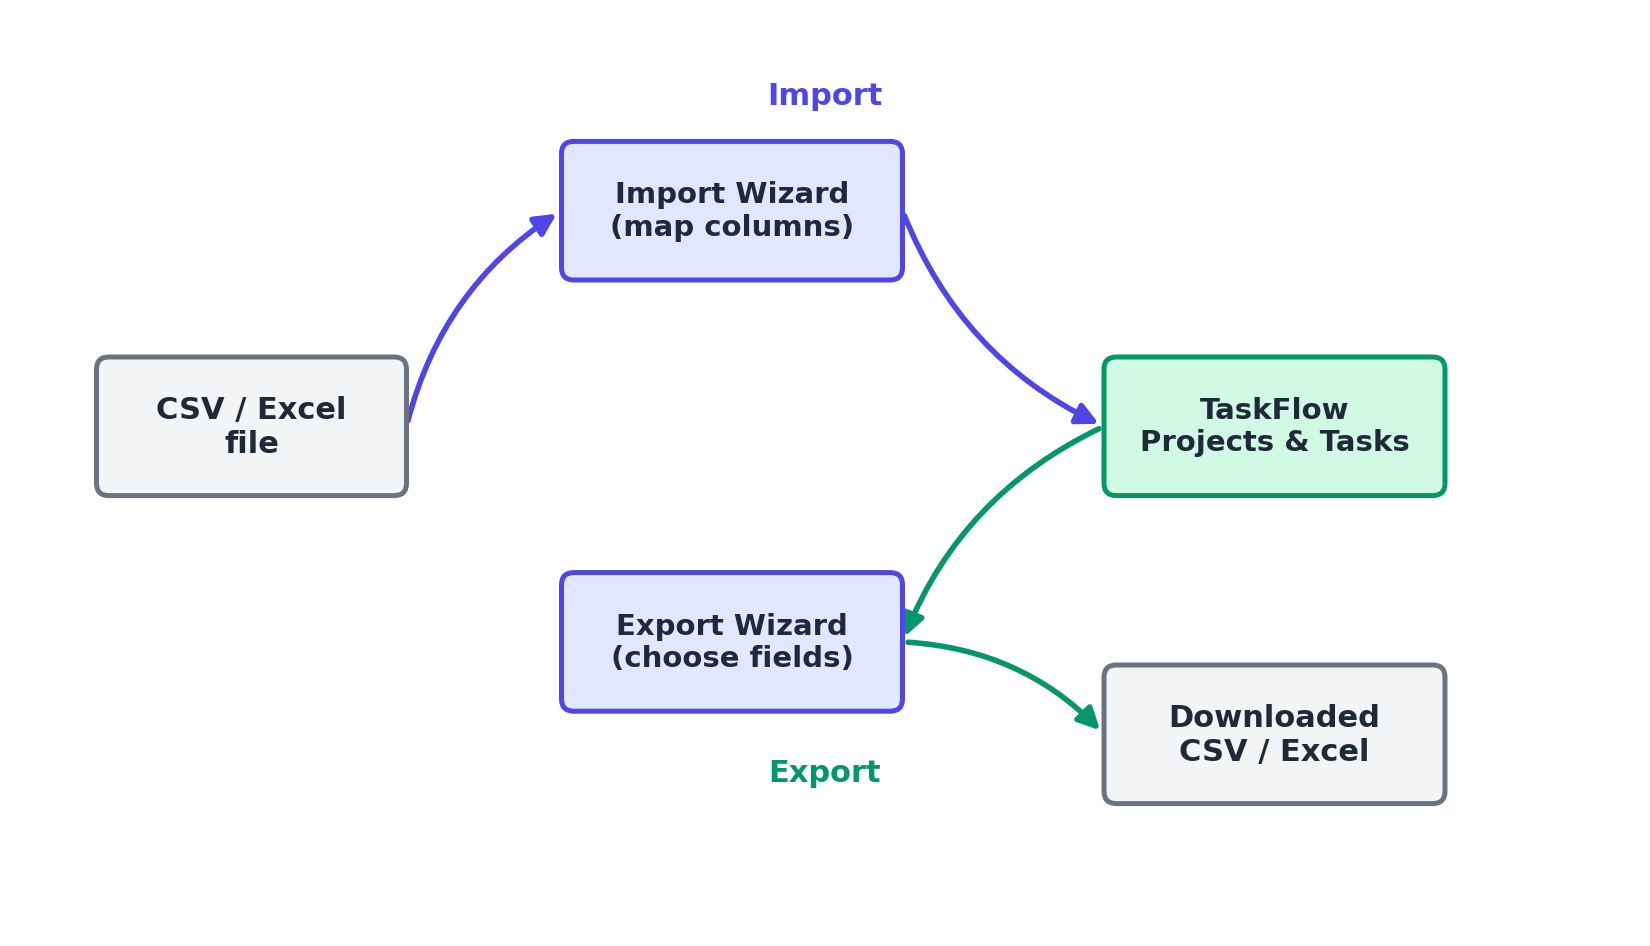 Import
Import Wizard
(map columns)
CSV / Excel
file
TaskFlow
Projects & Tasks
Export Wizard
(choose fields)
Downloaded
CSV / Excel
Export